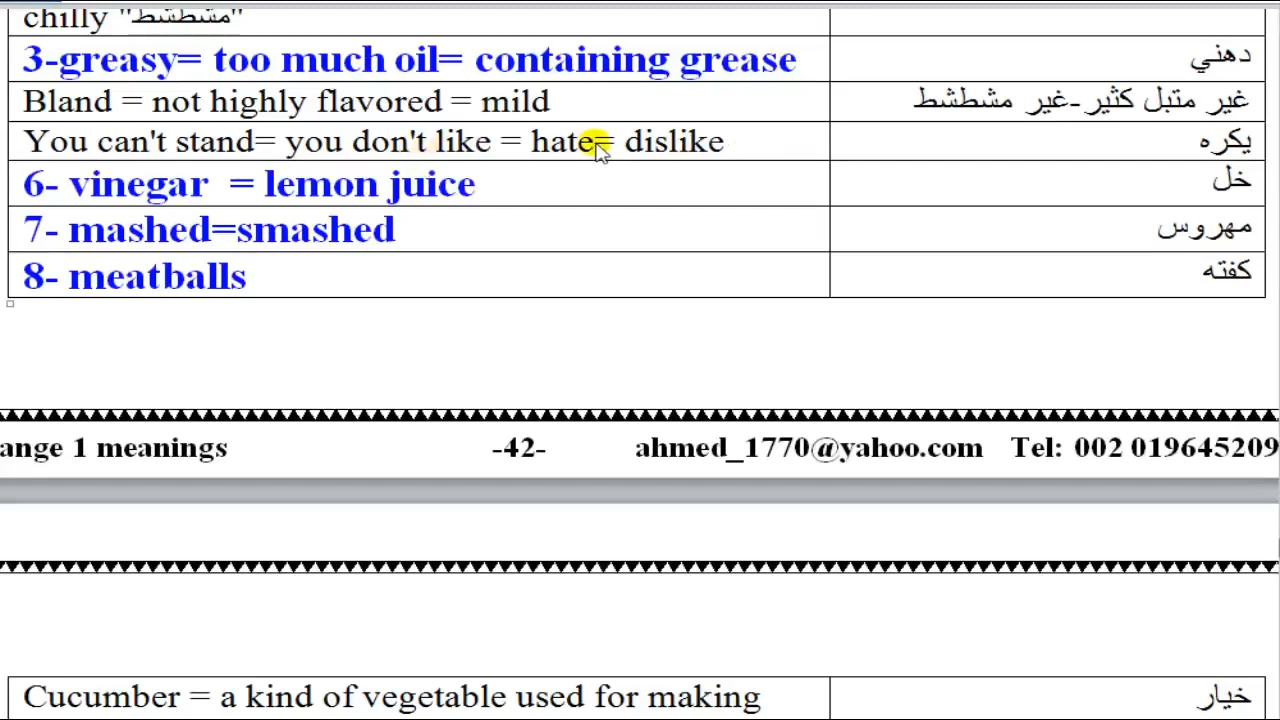 chilly "مشطشط"
3-greasy= too much oil= containing grease
دهني
Bland = not highly flavored = mild
غير متبل كثير-غير مشطشط
You can't stand= you don't like = hate= dislike
يكره
6- vinegar = lemon juice
خل
7- mashed=smashed
مهروس
8- meatballs
كفته
ange 1 meanings -42- ahmed_1770@yahoo.com Tel: 002 019645209
Cucumber = a kind of vegetable used for making
خيار